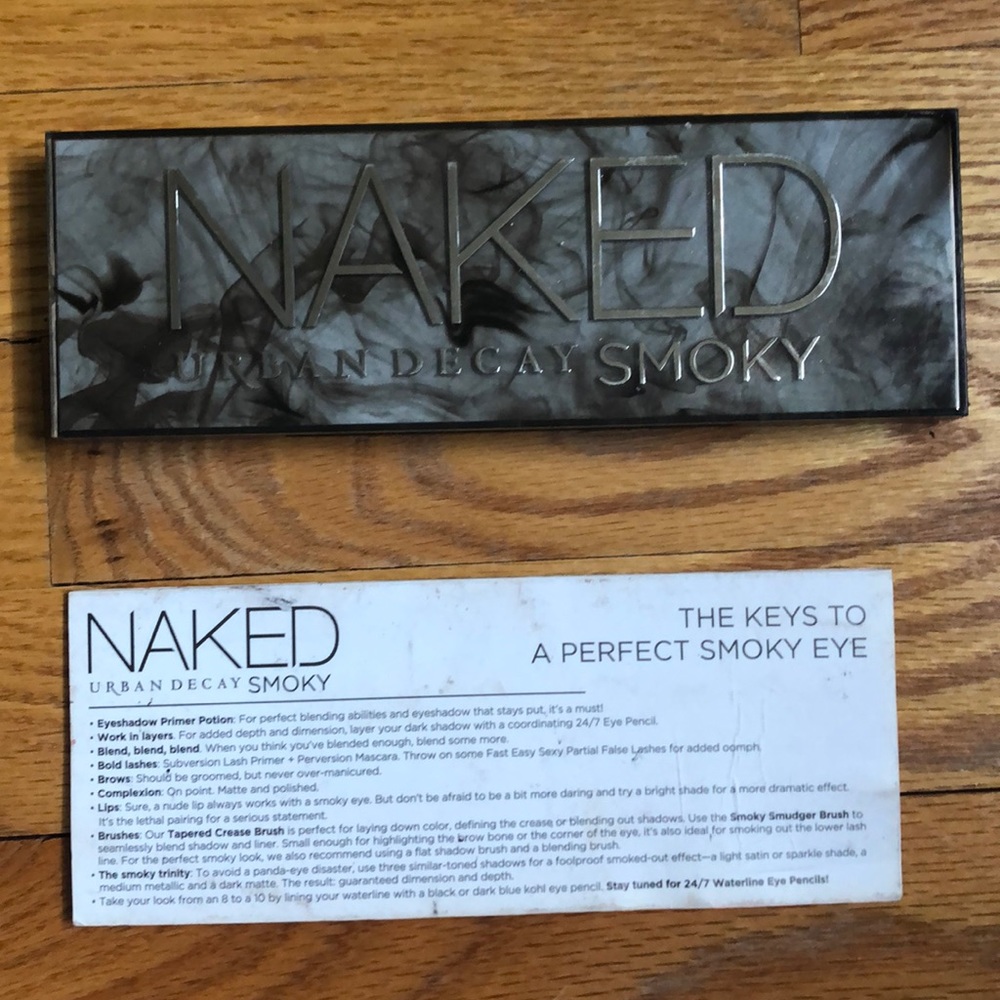 NAKED
URBAN DECAY SMOKY
NAKED
URBAN DECAY SMOKY
THE KEYS TO
A PERFECT SMOKY EYE
• Eyeshadow Primer Potion: For perfect blending abilities and eyeshadow that stays put, it's a must!
• Work in layers. For added depth and dimension, layer your dark shadow with a coordinating 24/7 Eye Pencil.
• Blend, blend, blend. When you think you've blended enough, blend some more.
• Bold lashes: Subversion Lash Primer + Perversion Mascara. Throw on some Fast Easy Sexy Partial False Lashes for added oomph.
• Brows: Should be groomed, but never over-manicured.
• Complexion: On point. Matte and polished.
• Lips: Sure, a nude lip always works with a smoky eye. But don't be afraid to be a bit more daring and try a bright shade for a more dramatic effect.
It's the lethal pairing for a serious statement.
• Brushes: Our Tapered Crease Brush is perfect for laying down color, defining the crease or blending out shadows. Use the Smoky Smudger Brush to
seamlessly blend shadow and liner. Small enough for highlighting the brow bone or the corner of the eye, it's also ideal for smoking out the lower lash
line. For the perfect smoky look, we also recommend using a flat shadow brush and a blending brush.
• The smoky trinity: To avoid a panda-eye disaster, use three similar-toned shadows for a foolproof smoked-out effect—a light satin or sparkle shade, a
medium metallic and a dark matte. The result: guaranteed dimension and depth.
• Take your look from an 8 to a 10 by lining your waterline with a black or dark blue kohl eye pencil. Stay tuned for 24/7 Waterline Eye Pencils!